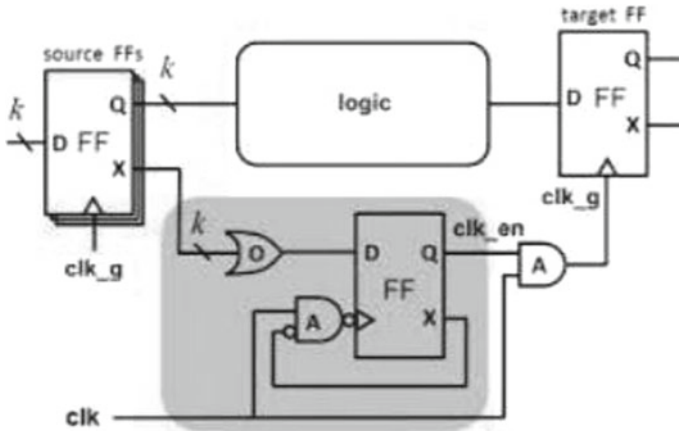 target FF
source FFs
k
k
Q
D FF
X
clk_g
logic
Q
D FF
X
clk_g
k
O
D Q
FF
X
clk_en
A
A
clk